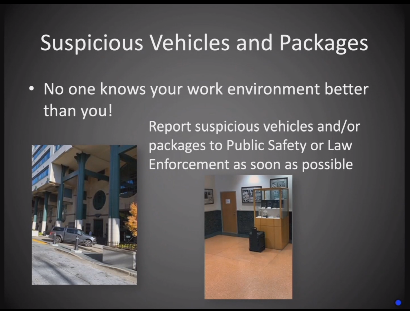 Suspicious Vehicles and Packages
• No one knows your work environment better
than you!
Report suspicious vehicles and/or
packages to Public Safety or Law
Enforcement as soon as possible